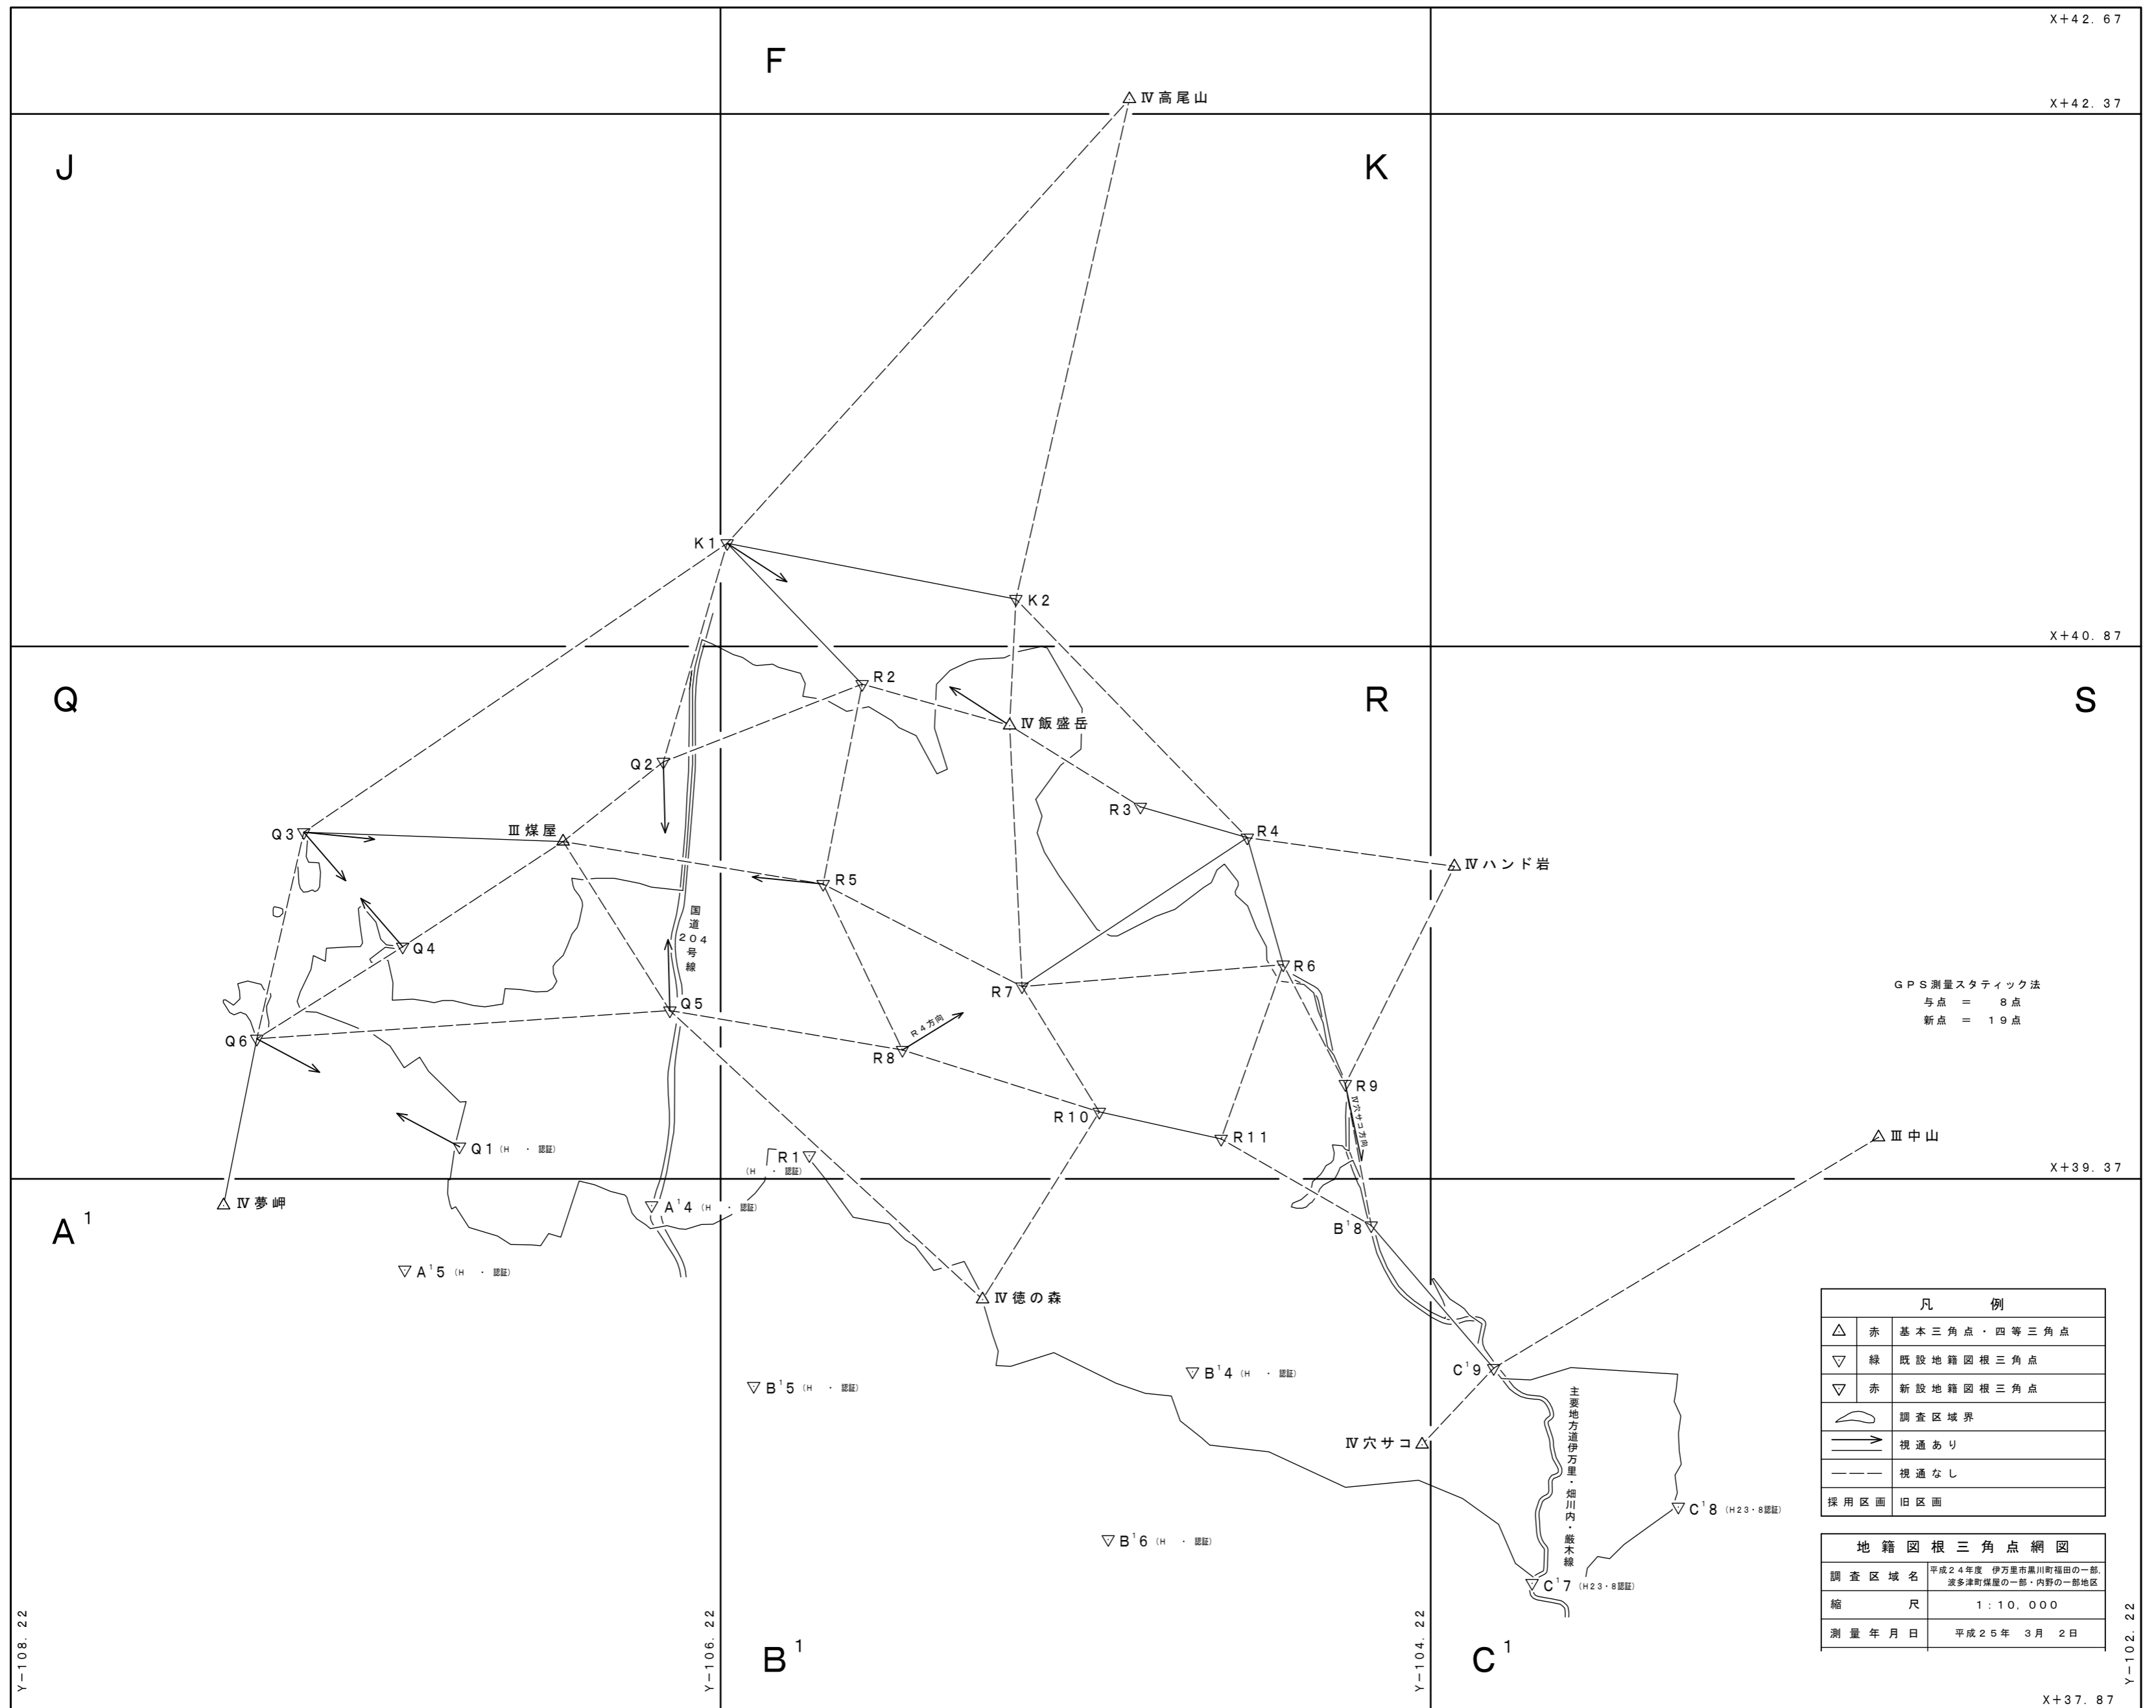 X+42.67
F
Ⅳ高尾山
X+42.37
J
K
K1
K2
X+40.87
Q
R2
R
S
Ⅳ飯盛岳
Q2
R3
Q3
Ⅲ煤屋
R4
Ⅳハンド岩
R5
国道204号線
Q4
R6
R7
GPS測量スタティック法
与点 = 8点
新点 = 19点
Q5
R4方向
Q6
R8
R9
Ⅳ穴サコ方向
R10
R11
Ⅲ中山
Q1 (H ・ 認証)
R1
(H ・ 認証)
X+39.37
Ⅳ夢岬
A¹4 (H ・ 認証)
A¹
B¹8
A¹5 (H ・ 認証)
Ⅳ徳の森
凡 例
赤 基本三角点・四等三角点
緑 既設地籍図根三角点
赤 新設地籍図根三角点
調査区域界
視通あり
視通なし
採用区画 旧区画
B¹5 (H ・ 認証)
B¹4 (H ・ 認証)
C¹9
主要地方道伊万里・畑川内・厳木線
Ⅳ穴サコ
C¹8 (H23・8認証)
B¹6 (H ・ 認証)
C¹7 (H23・8認証)
地籍図根三角点網図
調査区域名 平成24年度 伊万里市黒川町福田の一部,
波多津町煤屋の一部・内野の一部地区
縮尺 1:10,000
測量年月日 平成25年 3月 2日
Y-108.22
Y-106.22
Y-104.22
Y-102.22
B¹
C¹
X+37.87